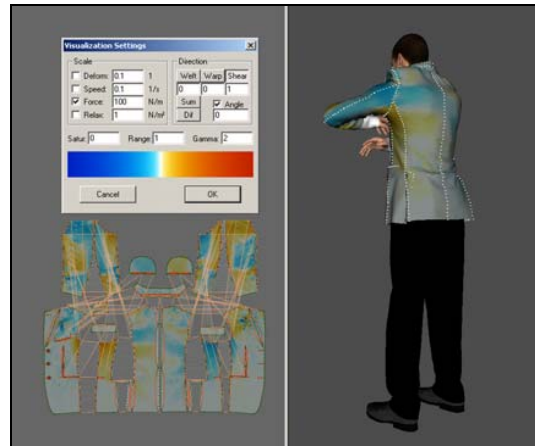 Visualization Settings
Scale
Direction
Deform: 0.1 1
Weft Warp Shear
Speed: 0.1 1/s
0 0 1
Force: 100 N/m
Sum Angle
Relax: 1 N/m²
Dif 0
Satur: 0 Range: 1 Gamma: 2
Cancel OK